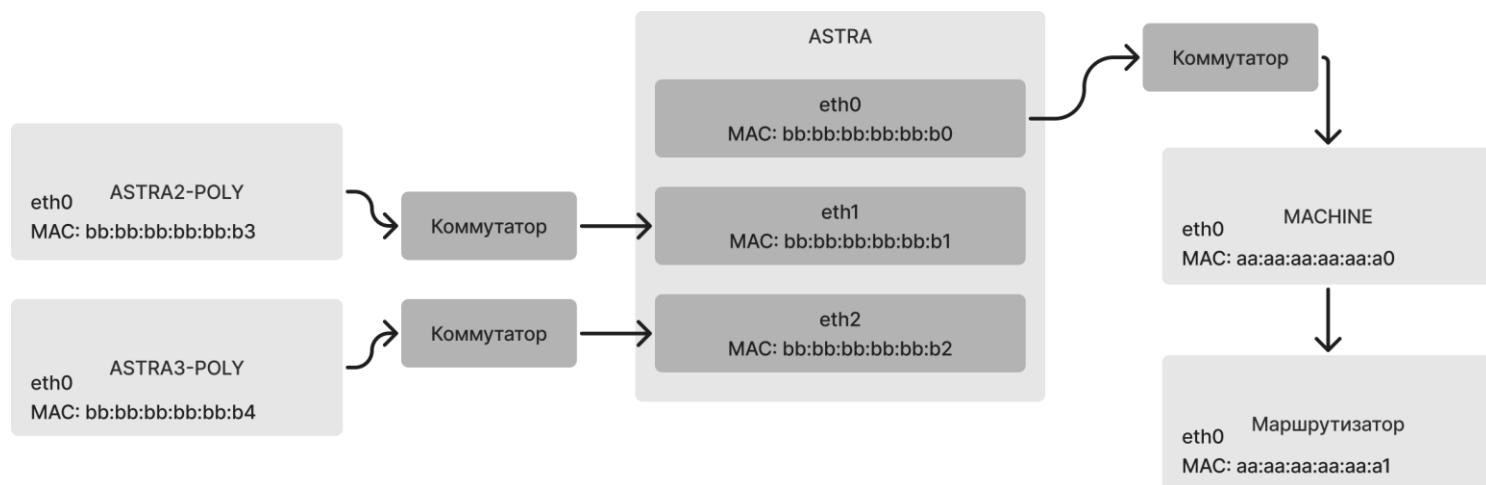 ASTRA
eth0
MAC: bb:bb:bb:bb:bb:b0
Коммутатор
ASTRA2-POLY
eth0
MAC: bb:bb:bb:bb:bb:b3
Коммутатор
eth1
MAC: bb:bb:bb:bb:bb:b1
MACHINE
eth0
MAC: aa:aa:aa:aa:aa:a0
ASTRA3-POLY
eth0
MAC: bb:bb:bb:bb:bb:b4
Коммутатор
eth2
MAC: bb:bb:bb:bb:bb:b2
Маршрутизатор
eth0
MAC: aa:aa:aa:aa:aa:a1